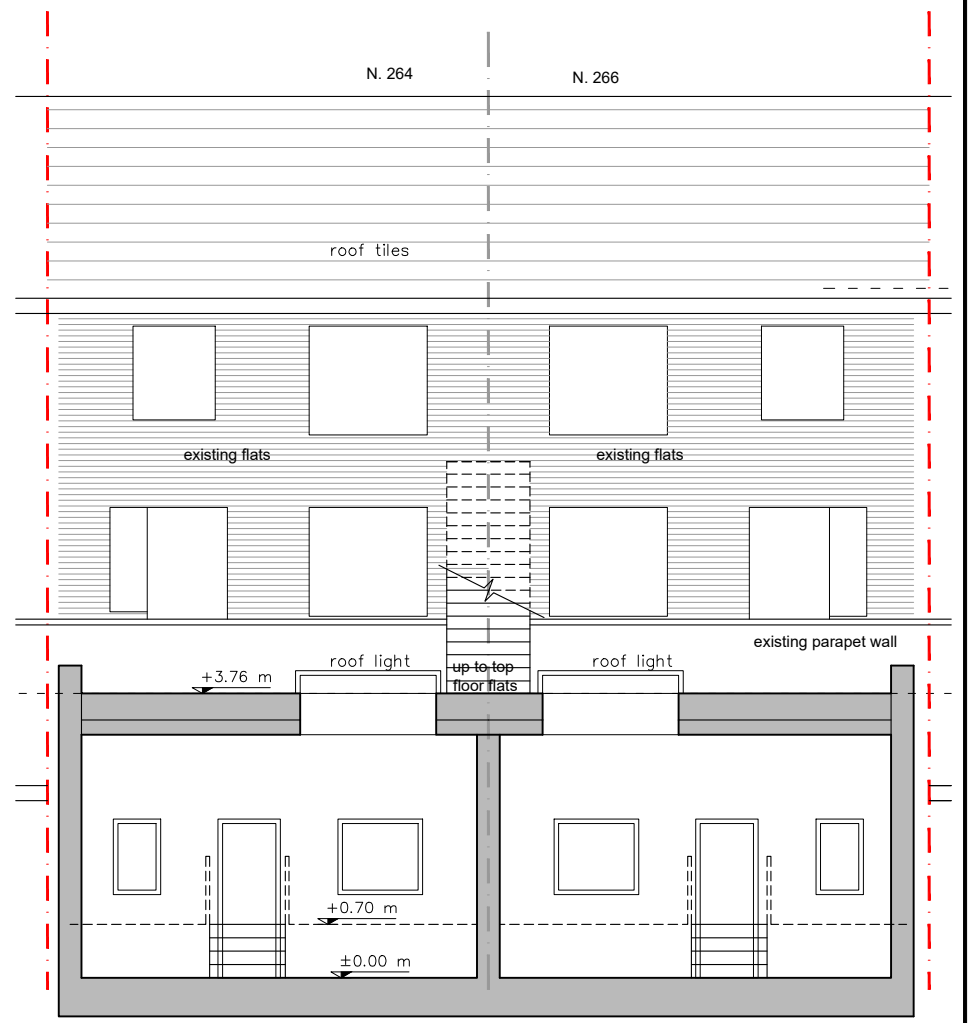 N. 264
N. 266
roof tiles
existing flats
existing flats
existing parapet wall
roof light
roof light
up to top
floor flats
+3.76 m
+0.70 m
±0.00 m